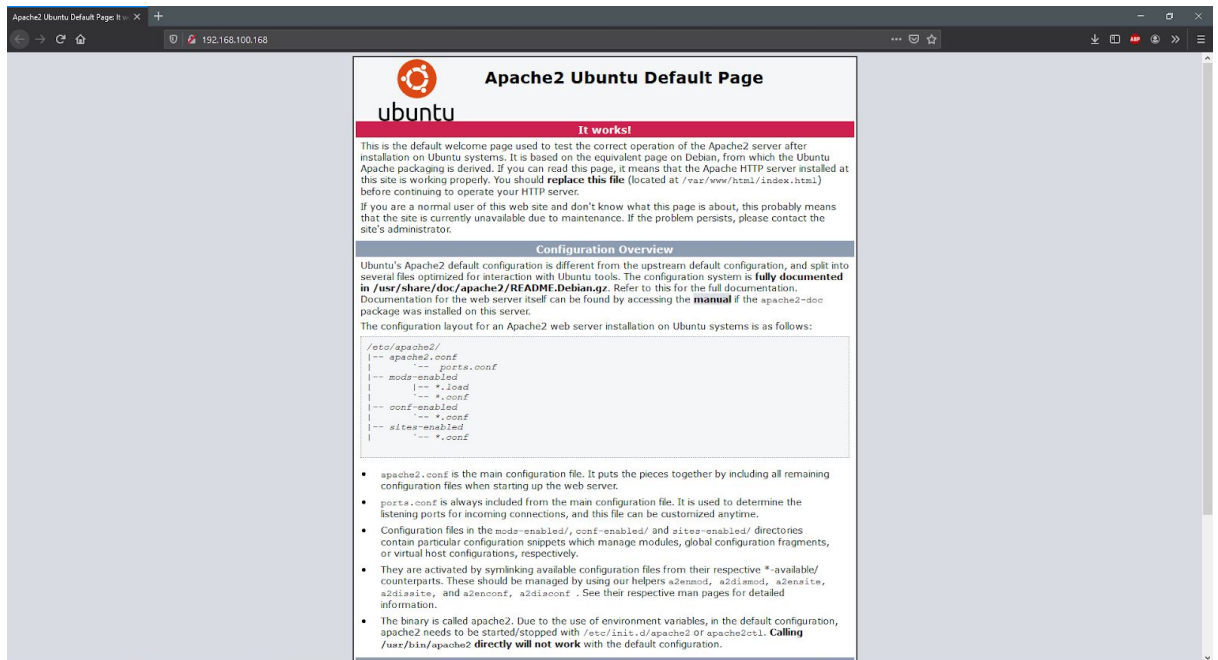 Apache2 Ubuntu Default Page: It w
192.168.100.168
ABP
ubuntu
Apache2 Ubuntu Default Page
It works!
This is the default welcome page used to test the correct operation of the Apache2 server after
installation on Ubuntu systems. It is based on the equivalent page on Debian, from which the Ubuntu
Apache packaging is derived. If you can read this page, it means that the Apache HTTP server installed at
this site is working properly. You should replace this file (located at /var/www/html/index.html)
before continuing to operate your HTTP server.
If you are a normal user of this web site and don't know what this page is about, this probably means
that the site is currently unavailable due to maintenance. If the problem persists, please contact the
site's administrator.
Configuration Overview
Ubuntu's Apache2 default configuration is different from the upstream default configuration, and split into
several files optimized for interaction with Ubuntu tools. The configuration system is fully documented
in /usr/share/doc/apache2/README.Debian.gz. Refer to this for the full documentation.
Documentation for the web server itself can be found by accessing the manual if the apache2-doc
package was installed on this server.
The configuration layout for an Apache2 web server installation on Ubuntu systems is as follows:
/etc/apache2/
|-- apache2.conf
|       `--  ports.conf
|-- mods-enabled
|       |-- *.load
|       `-- *.conf
|-- conf-enabled
|       `-- *.conf
|-- sites-enabled
|       `-- *.conf
• apache2.conf is the main configuration file. It puts the pieces together by including all remaining
configuration files when starting up the web server.
• ports.conf is always included from the main configuration file. It is used to determine the
listening ports for incoming connections, and this file can be customized anytime.
• Configuration files in the mods-enabled/, conf-enabled/ and sites-enabled/ directories
contain particular configuration snippets which manage modules, global configuration fragments,
or virtual host configurations, respectively.
• They are activated by symlinking available configuration files from their respective *-available/
counterparts. These should be managed by using our helpers a2enmod, a2dismod, a2ensite,
a2dissite, and a2enconf, a2disconf . See their respective man pages for detailed
information.
• The binary is called apache2. Due to the use of environment variables, in the default configuration,
apache2 needs to be started/stopped with /etc/init.d/apache2 or apache2ctl. Calling
/usr/bin/apache2 directly will not work with the default configuration.